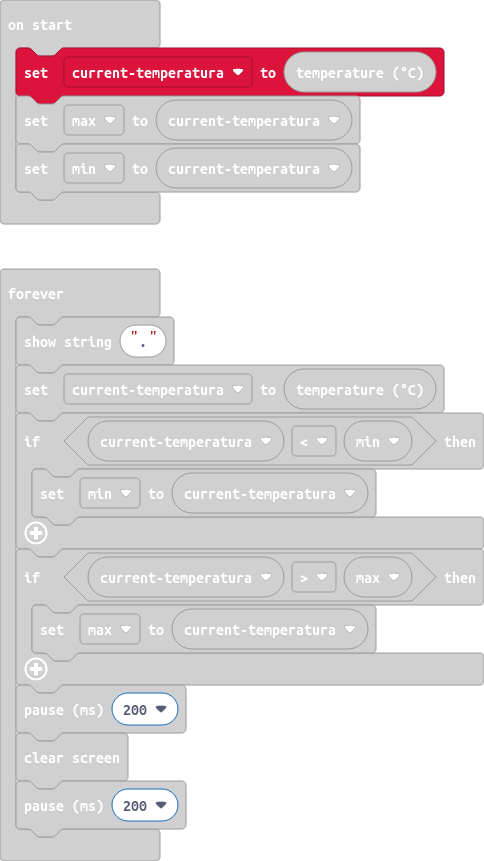 on start
set current-temperatura to temperature (°C)
set max to current-temperatura
set min to current-temperatura
forever
show string "."
set current-temperatura to temperature (°C)
if current-temperatura < min then
set min to current-temperatura
if current-temperatura > max then
set max to current-temperatura
pause (ms) 200
clear screen
pause (ms) 200